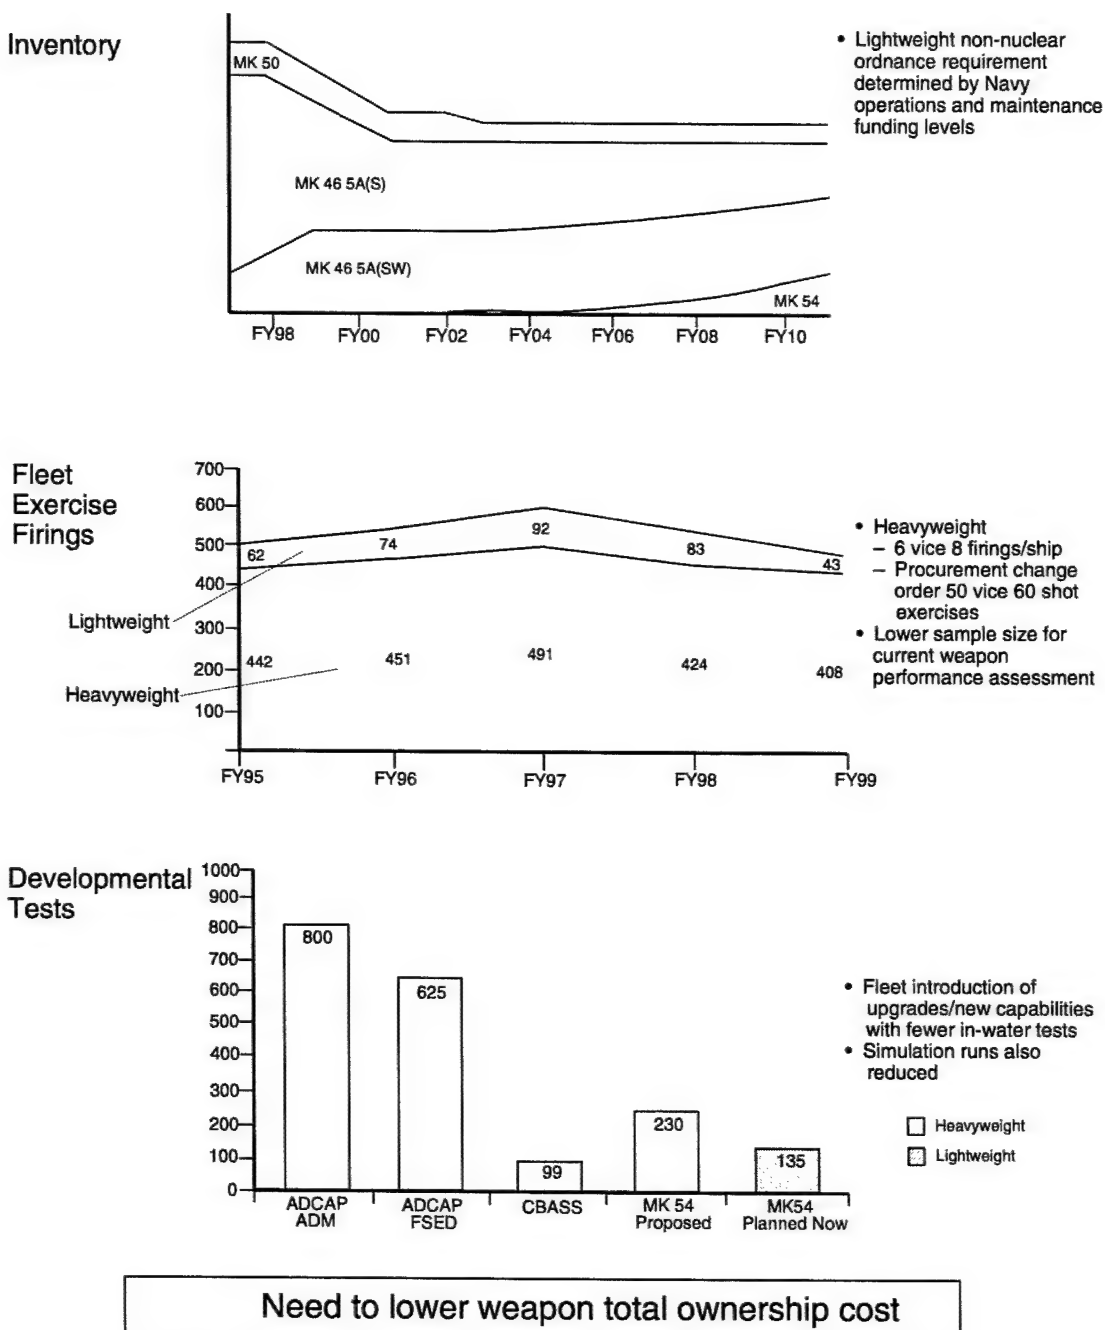 Inventory
MK 50
MK 46 5A(S)
MK 46 5A(SW)
MK 54
FY98 FY00 FY02 FY04 FY06 FY08 FY10
• Lightweight non-nuclear
ordnance requirement
determined by Navy
operations and maintenance
funding levels
Fleet
Exercise
Firings
700
600
500
400
300
200
100
62 74 92 83 43
Lightweight
442 451 491 424 408
Heavyweight
FY95 FY96 FY97 FY98 FY99
• Heavyweight
– 6 vice 8 firings/ship
– Procurement change
order 50 vice 60 shot
exercises
• Lower sample size for
current weapon
performance assessment
Developmental
Tests
1000
900
800
700
600
500
400
300
200
100
0
800 625 99 230 135
ADCAP ADCAP CBASS MK 54 MK54
ADM FSED Proposed Planned Now
• Fleet introduction of
upgrades/new capabilities
with fewer in-water tests
• Simulation runs also
reduced
Heavyweight
Lightweight
Need to lower weapon total ownership cost